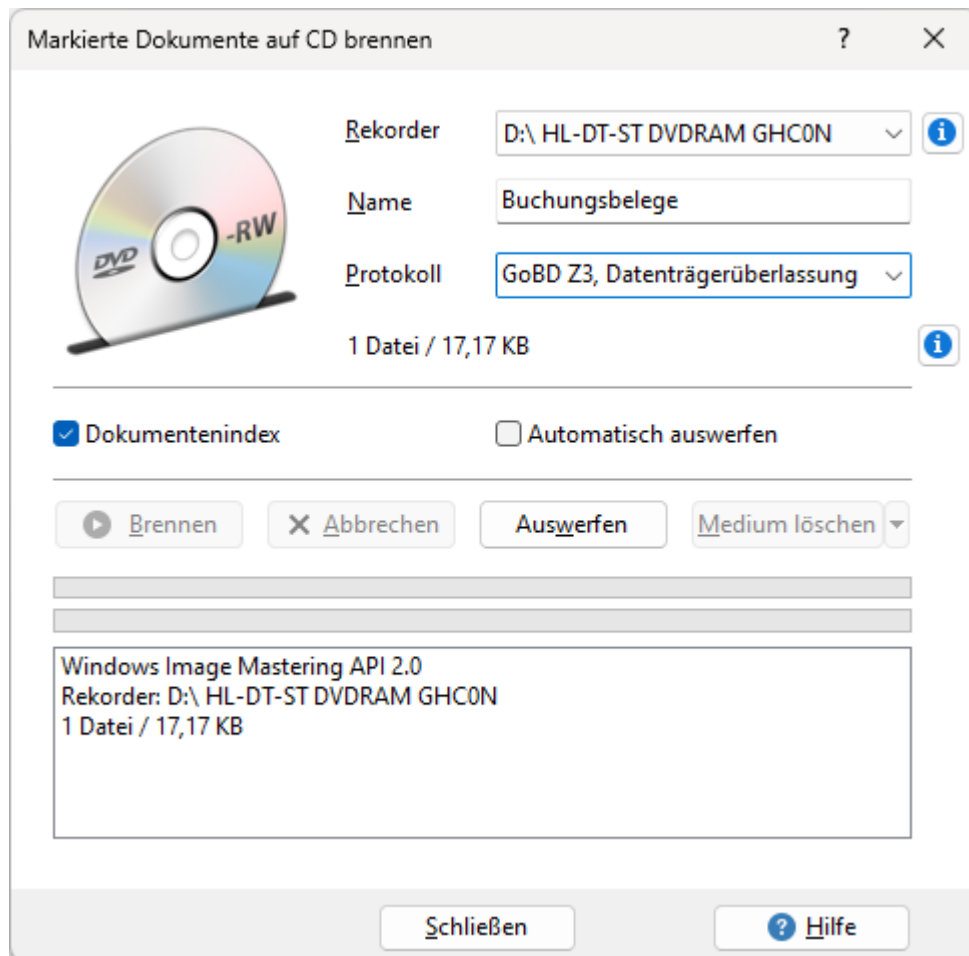 Markierte Dokumente auf CD brennen ?
Rekorder D:\ HL-DT-ST DVDRAM GHC0N
Name Buchungsbelege
Protokoll GoBD Z3, Datenträgerüberlassung
1 Datei / 17,17 KB
DVD -RW
Dokumentenindex Automatisch auswerfen
Brennen Abbrechen Auswerfen Medium löschen
Windows Image Mastering API 2.0
Rekorder: D:\ HL-DT-ST DVDRAM GHC0N
1 Datei / 17,17 KB
Schließen Hilfe